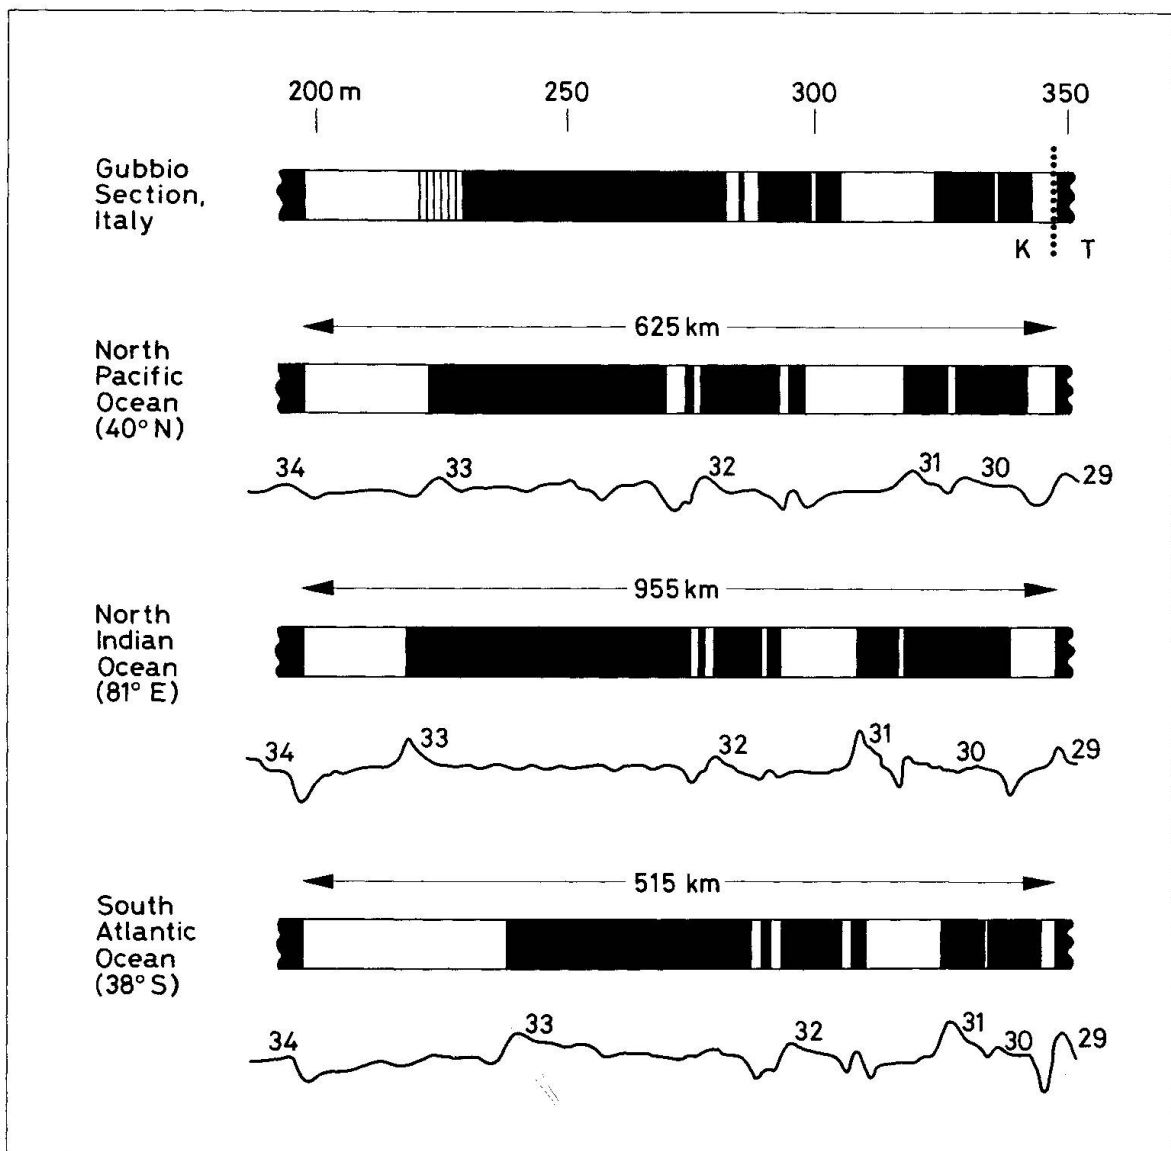 200 m 250 300 350
Gubbio
Section,
Italy
K T
625 km
North
Pacific
Ocean
(40° N)
34 33 32 31 30 29
955 km
North
Indian
Ocean
(81° E)
34 33 32 31 30 29
515 km
South
Atlantic
Ocean
(38° S)
34 33 32 31 30 29